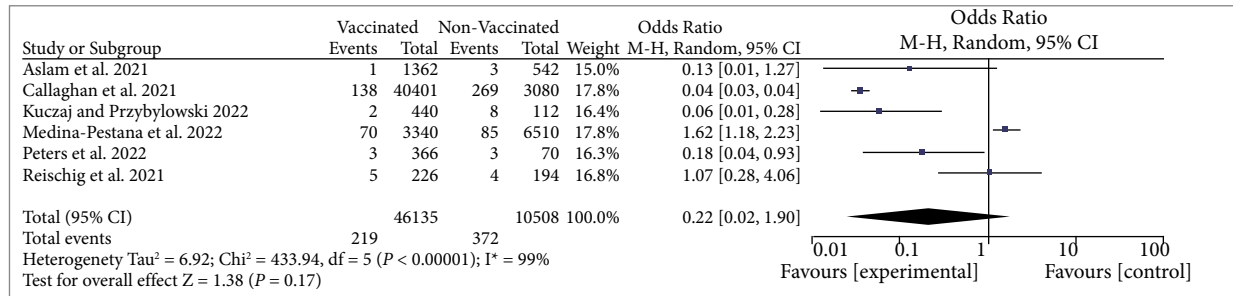 Vaccinated Non-Vaccinated Odds Ratio Odds Ratio
Study or Subgroup Events Total Events Total Weight M-H, Random, 95% CI M-H, Random, 95% CI
Aslam et al. 2021 1 1362 3 542 15.0% 0.13 [0.01, 1.27]
Callaghan et al. 2021 138 40401 269 3080 17.8% 0.04 [0.03, 0.04]
Kuczaj and Przybylowski 2022 2 440 8 112 16.4% 0.06 [0.01, 0.28]
Medina-Pestana et al. 2022 70 3340 85 6510 17.8% 1.62 [1.18, 2.23]
Peters et al. 2022 3 366 3 70 16.3% 0.18 [0.04, 0.93]
Reischig et al. 2021 5 226 4 194 16.8% 1.07 [0.28, 4.06]
Total (95% CI) 46135 10508 100.0% 0.22 [0.02, 1.90]
Total events 219 372
Heterogenety Tau² = 6.92; Chi² = 433.94, df = 5 (P < 0.00001); I* = 99%
Test for overall effect Z = 1.38 (P = 0.17)
0.01 0.1 1 10 100
Favours [experimental] Favours [control]